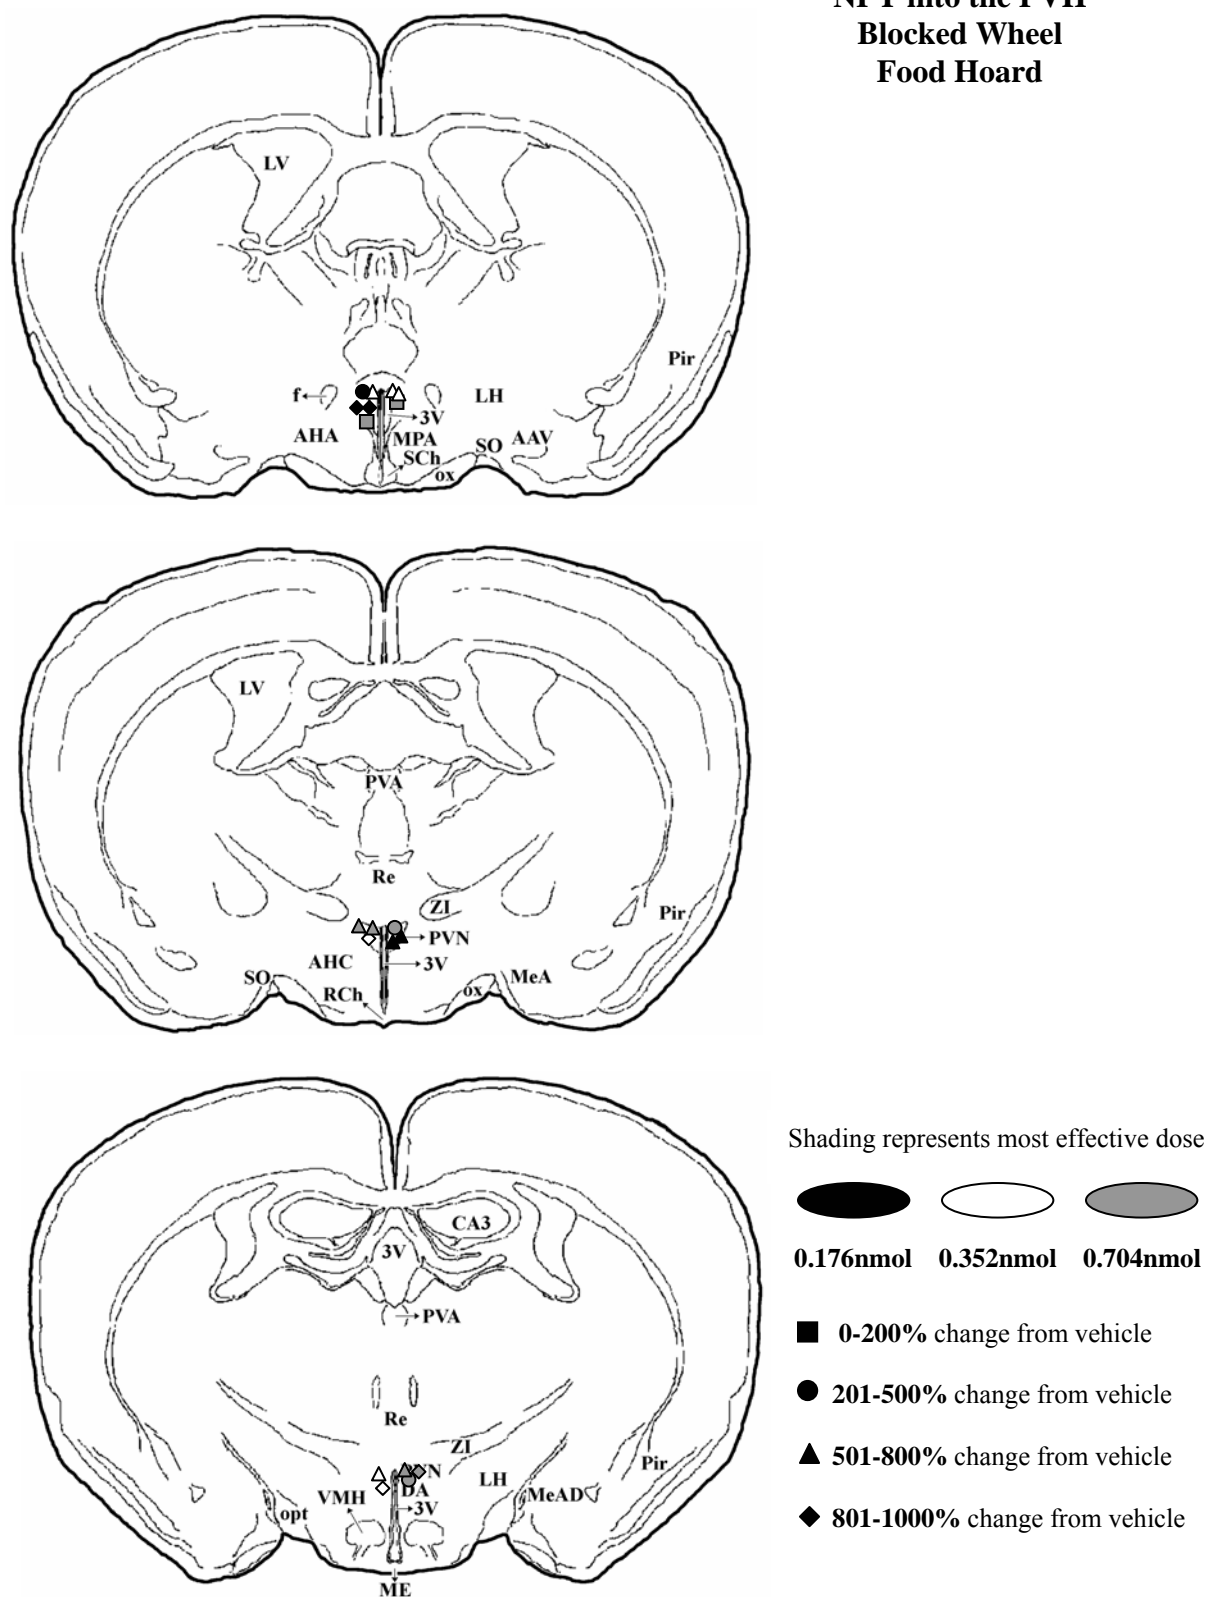 Blocked Wheel
Food Hoard
LV
Pir
f
LH
3V
AHA
MPA
SO
AAV
SCh
ox
LV
PVA
Re
ZI
Pir
PVN
AHC
3V
SO
MeA
RCh
ox
Shading represents most effective dose
0.176nmol 0.352nmol 0.704nmol
0-200% change from vehicle
201-500% change from vehicle
501-800% change from vehicle
801-1000% change from vehicle
CA3
3V
PVA
Re
ZI
Pir
LH
DA
VMH
MeAD
3V
opt
ME